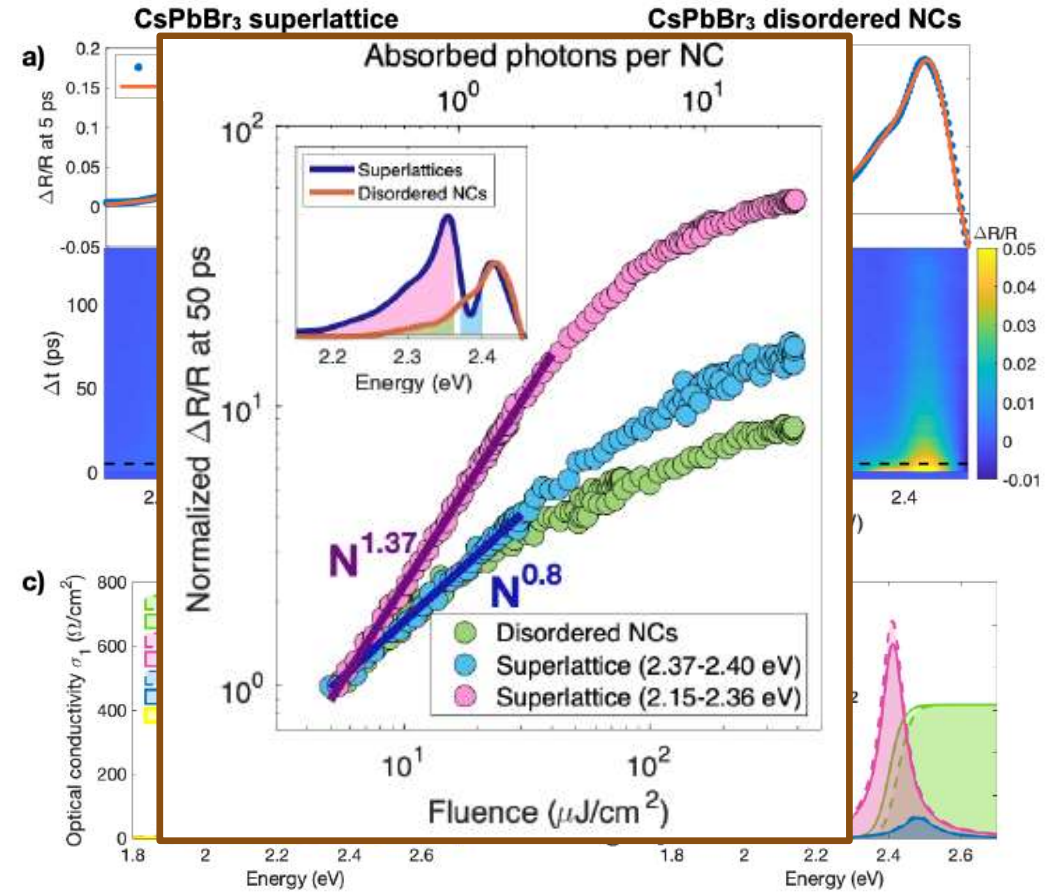 CsPbBr₃ superlattice
CsPbBr₃ disordered NCs
a)
0.2
0.15
0.1
0.05
0
-0.05
ΔR/R at 5 ps
100
50
0
Δt (ps)
Absorbed photons per NC
10⁰
10¹
10²
10¹
10⁰
Normalized ΔR/R at 50 ps
Superlattices
Disordered NCs
2.2
2.3
2.4
Energy (eV)
N¹·³⁷
N⁰·⁸
Disordered NCs
Superlattice (2.37-2.40 eV)
Superlattice (2.15-2.36 eV)
10¹
10²
Fluence (μJ/cm²)
ΔR/R
0.05
0.04
0.03
0.02
0.01
0
-0.01
2.4
c)
800
600
400
200
0
Optical conductivity σ₁ (Ω/cm²)
1.8
2
2.2
2.4
2.6
Energy (eV)
1.8
2
2.2
2.4
2.6
Energy (eV)